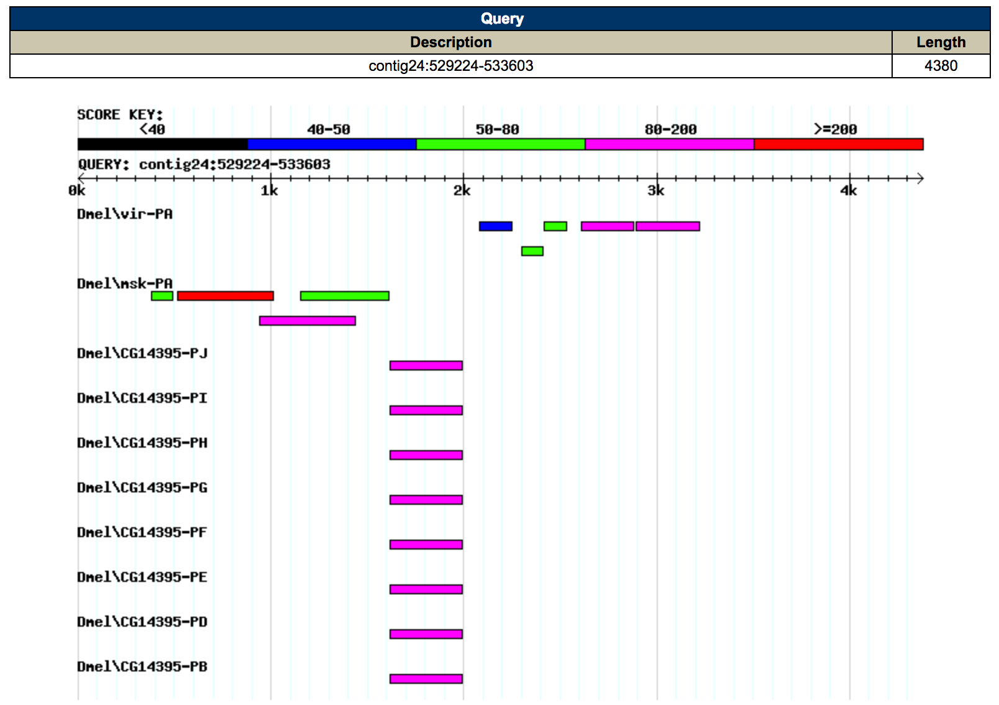 Query
Description Length
contig24:529224-533603 4380
SCORE KEY:
<40 40-50 50-80 80-200 >=200
QUERY: contig24:529224-533603
0k 1k 2k 3k 4k
Dmel\vir-PA
Dmel\msk-PA
Dmel\CG14395-PJ
Dmel\CG14395-PI
Dmel\CG14395-PH
Dmel\CG14395-PG
Dmel\CG14395-PF
Dmel\CG14395-PE
Dmel\CG14395-PD
Dmel\CG14395-PB